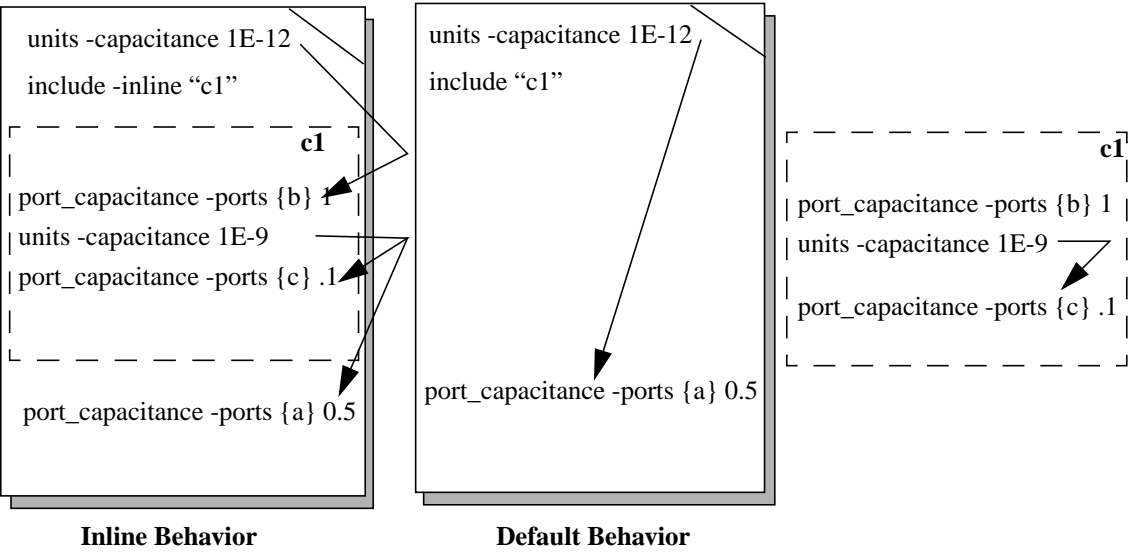 units -capacitance 1E-12
include -inline “c1”
c1
port_capacitance -ports {b} 1
units -capacitance 1E-9
port_capacitance -ports {c} .1
port_capacitance -ports {a} 0.5
Inline Behavior
units -capacitance 1E-12
include “c1”
port_capacitance -ports {a} 0.5
Default Behavior
c1
port_capacitance -ports {b} 1
units -capacitance 1E-9
port_capacitance -ports {c} .1